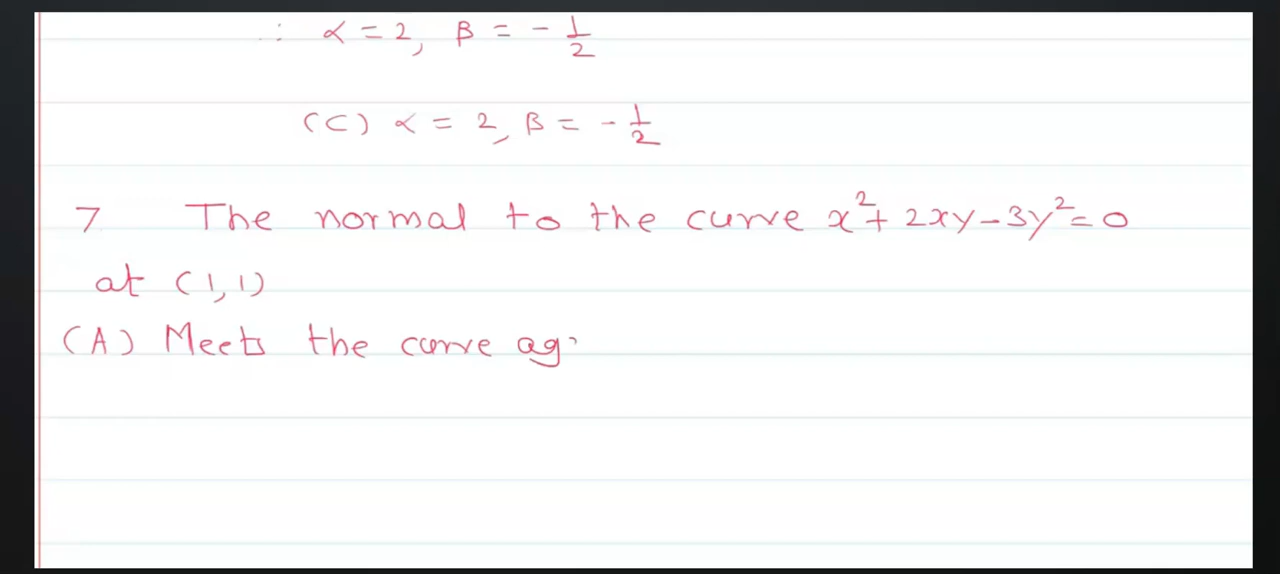 ∴ α = 2, β = - 1/2
(C) α = 2, β = - 1/2
7 The normal to the curve x²+ 2xy-3y²=0
at (1,1)
(A) Meets the curve ag